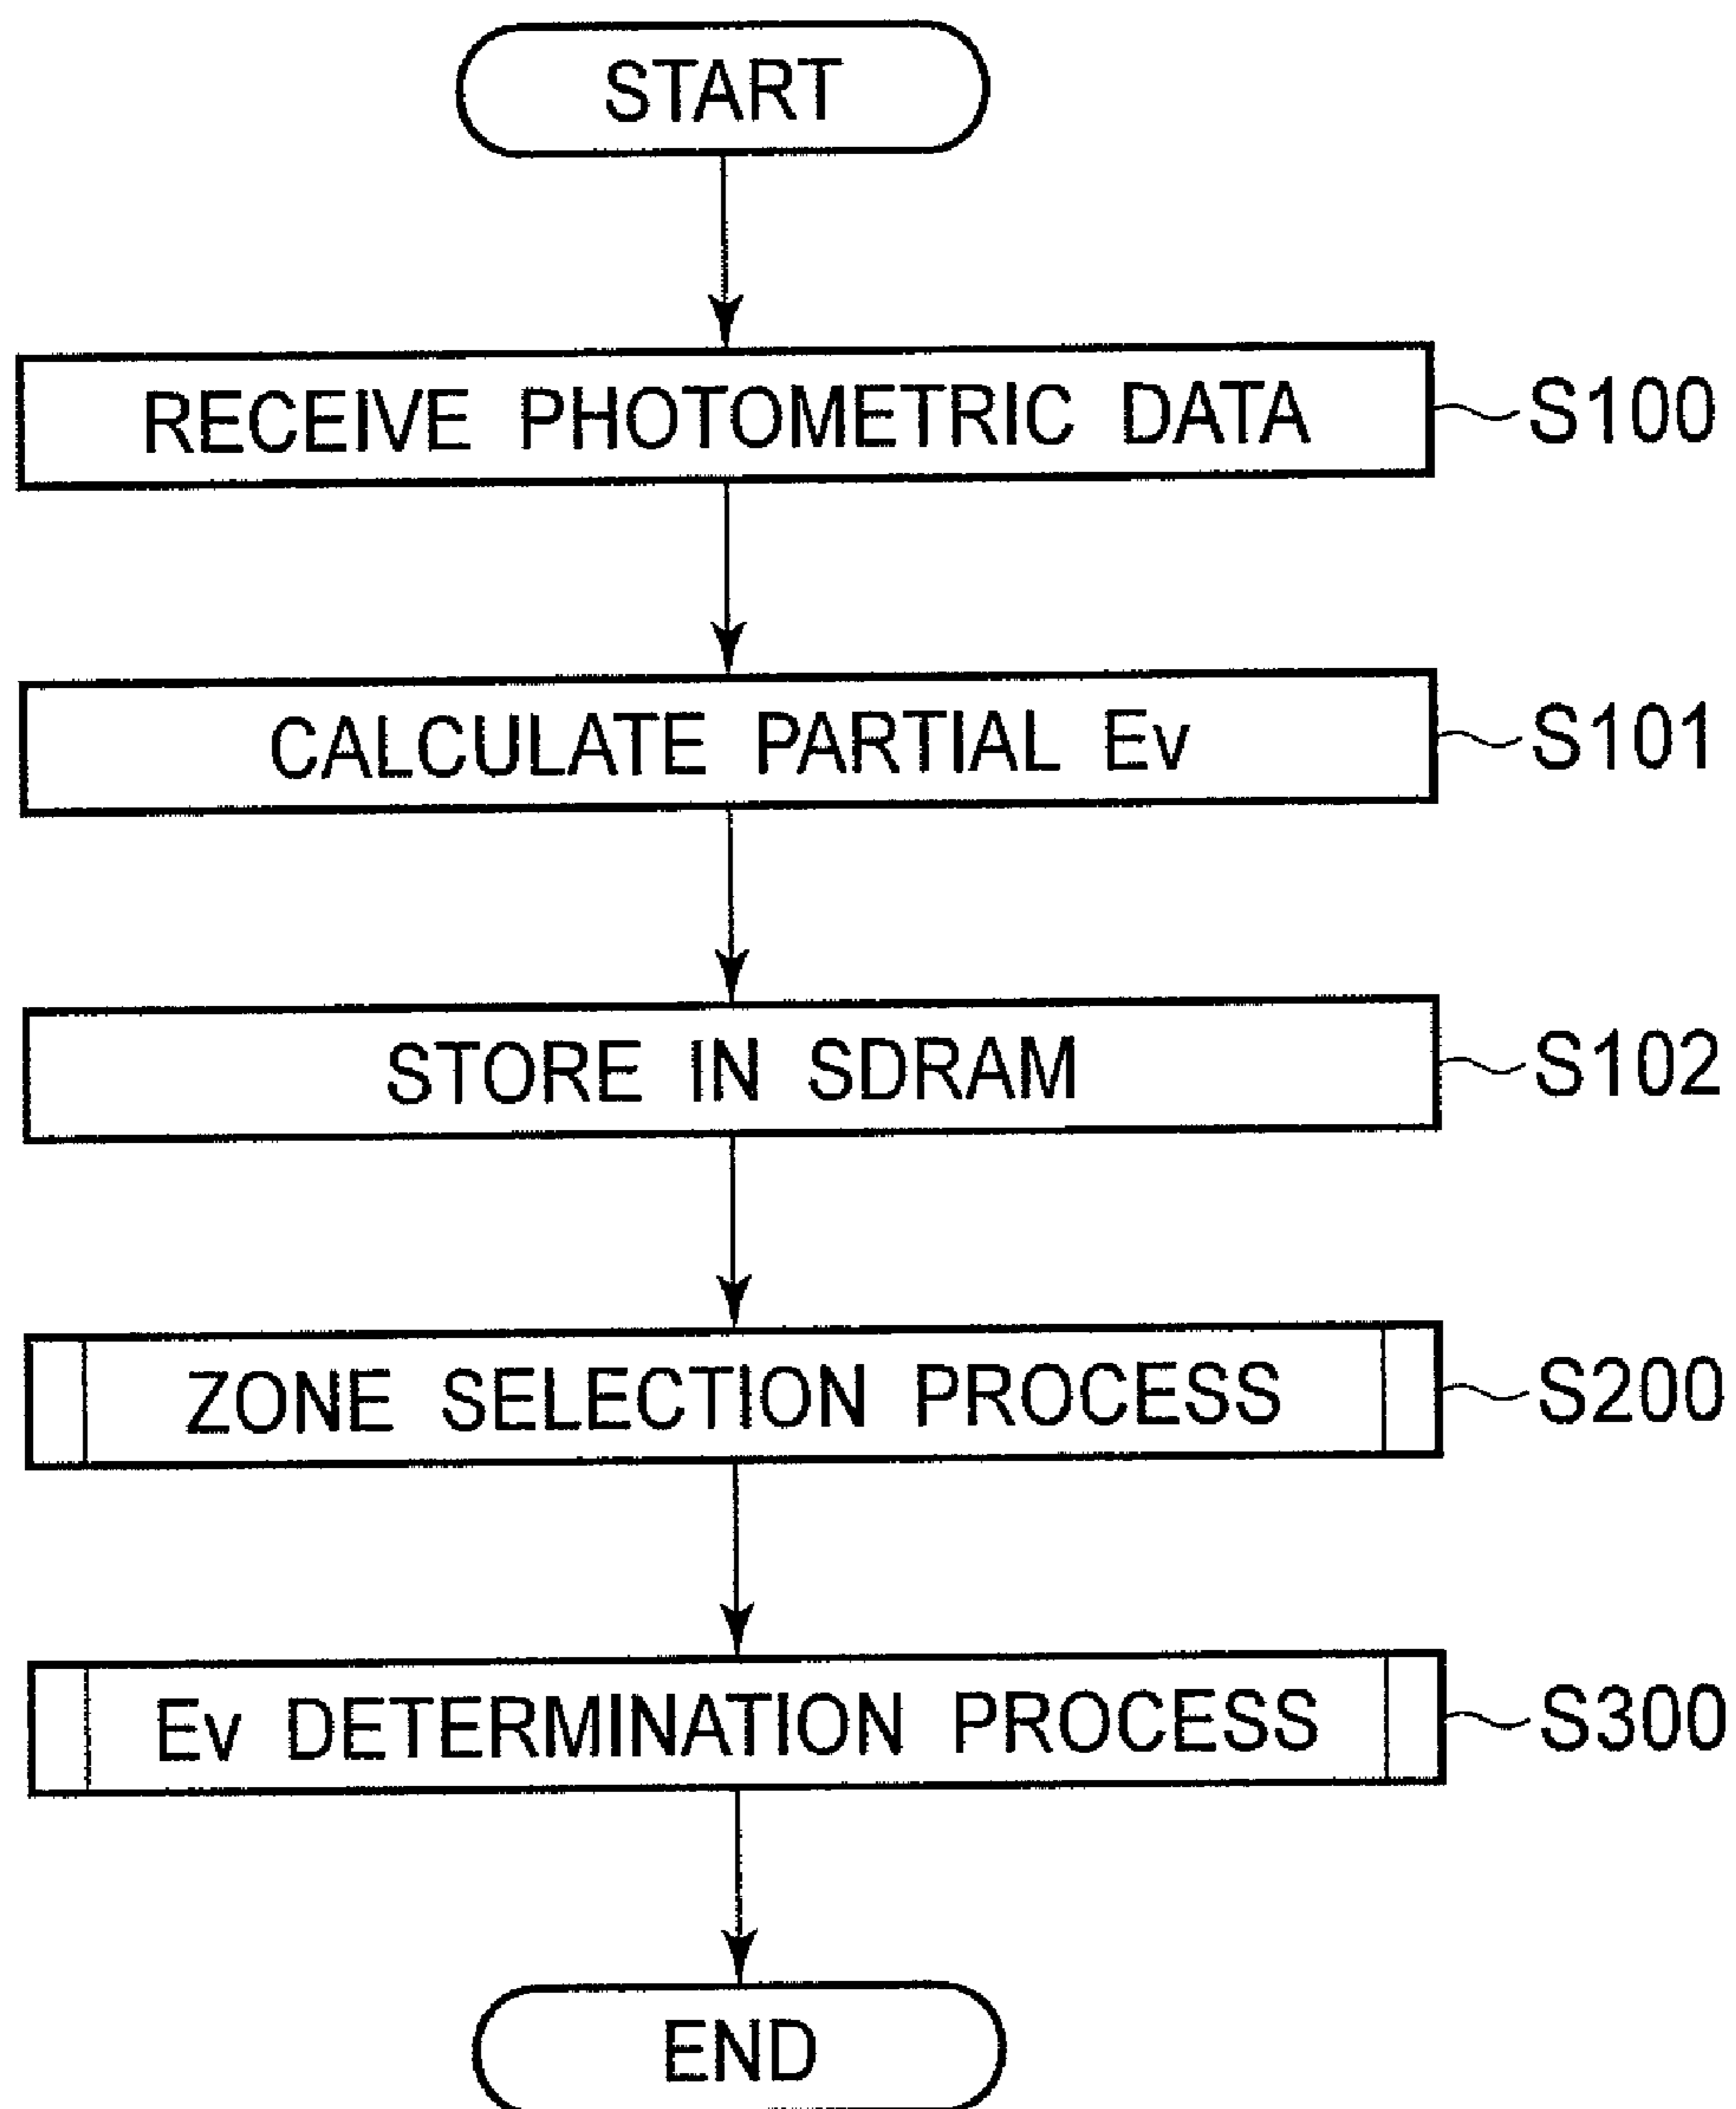 START
RECEIVE PHOTOMETRIC DATA S100
CALCULATE PARTIAL Ev S101
STORE IN SDRAM S102
ZONE SELECTION PROCESS S200
Ev DETERMINATION PROCESS S300
END